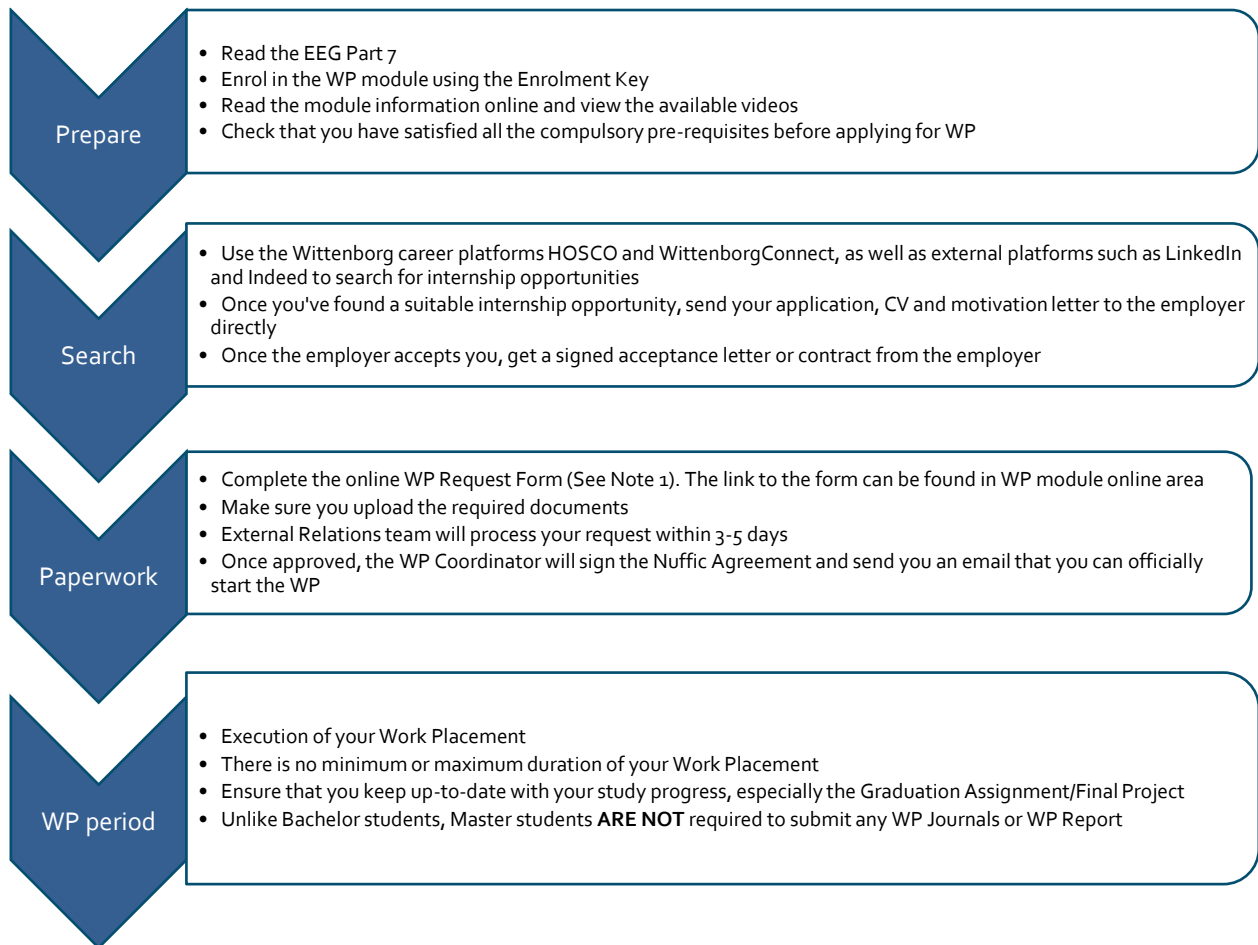 Prepare
• Read the EEG Part 7
• Enrol in the WP module using the Enrolment Key
• Read the module information online and view the available videos
• Check that you have satisfied all the compulsory pre-requisites before applying for WP
Search
• Use the Wittenborg career platforms HOSCO and WittenborgConnect, as well as external platforms such as LinkedIn
and Indeed to search for internship opportunities
• Once you've found a suitable internship opportunity, send your application, CV and motivation letter to the employer
directly
• Once the employer accepts you, get a signed acceptance letter or contract from the employer
Paperwork
• Complete the online WP Request Form (See Note 1). The link to the form can be found in WP module online area
• Make sure you upload the required documents
• External Relations team will process your request within 3-5 days
• Once approved, the WP Coordinator will sign the Nuffic Agreement and send you an email that you can officially
start the WP
WP period
• Execution of your Work Placement
• There is no minimum or maximum duration of your Work Placement
• Ensure that you keep up-to-date with your study progress, especially the Graduation Assignment/Final Project
• Unlike Bachelor students, Master students ARE NOT required to submit any WP Journals or WP Report